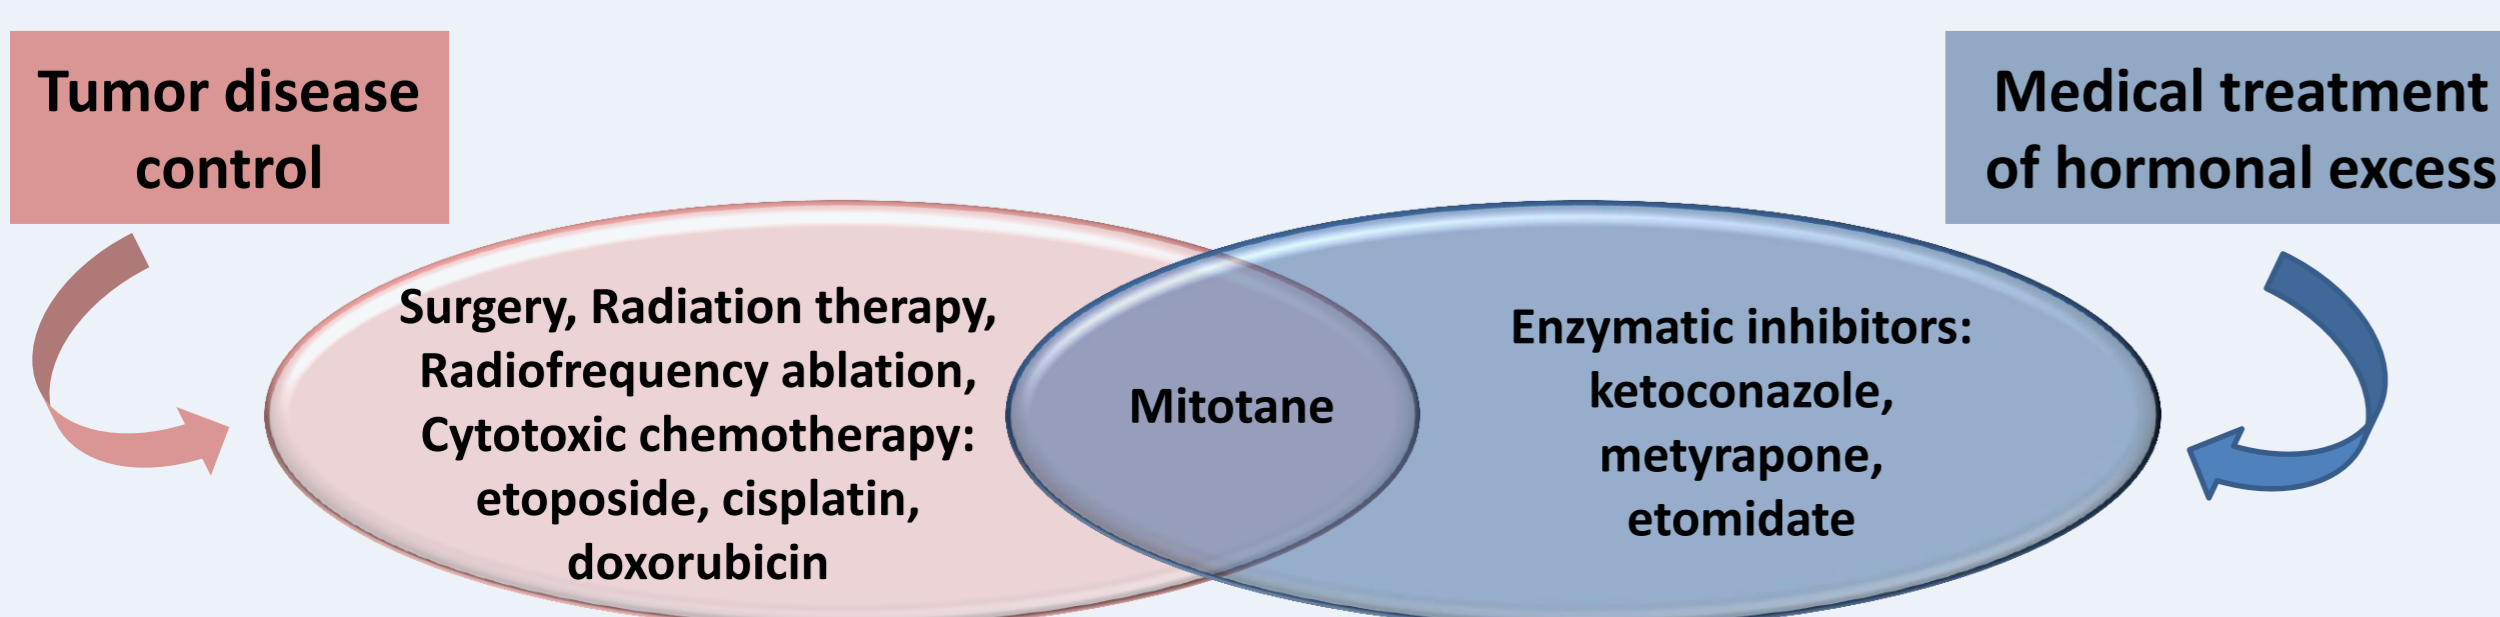 Tumor disease
control
Medical treatment
of hormonal excess
Surgery, Radiation therapy,
Radiofrequency ablation,
Cytotoxic chemotherapy:
etoposide, cisplatin,
doxorubicin
Mitotane
Enzymatic inhibitors:
ketoconazole,
metyrapone,
etomidate